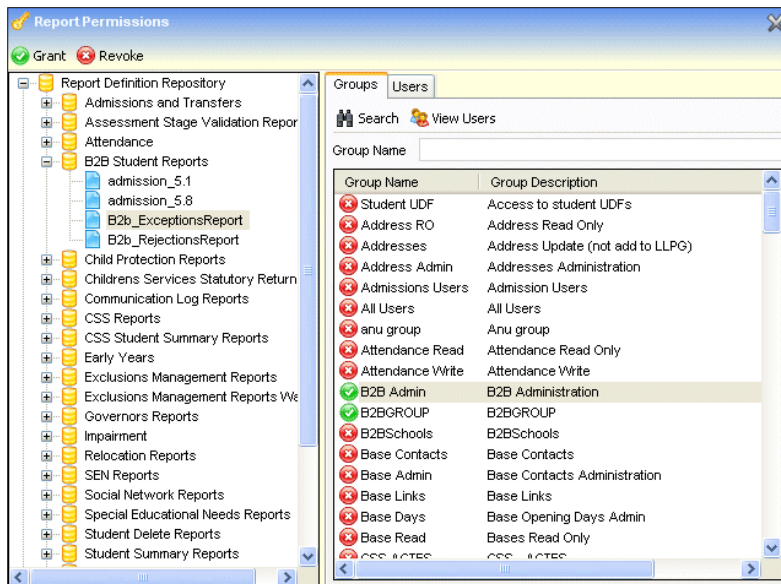 Report Permissions
Grant Revoke
Report Definition Repository
Admissions and Transfers
Assessment Stage Validation Repor
Attendance
B2B Student Reports
admission_5.1
admission_5.8
B2b_ExceptionsReport
B2b_RejectionsReport
Child Protection Reports
Childrens Services Statutory Return
Communication Log Reports
CSS Reports
CSS Student Summary Reports
Early Years
Exclusions Management Reports
Exclusions Management Reports We
Governors Reports
Impairment
Relocation Reports
SEN Reports
Social Network Reports
Special Educational Needs Reports
Student Delete Reports
Student Summary Reports
Groups Users
Search View Users
Group Name
Group Name Group Description
Student UDF Access to student UDFs
Address RO Address Read Only
Addresses Address Update (not add to LLPG)
Address Admin Addresses Administration
Admissions Users Admission Users
All Users All Users
anu group Anu group
Attendance Read Attendance Read Only
Attendance Write Attendance Write
B2B Admin B2B Administration
B2BGROUP B2BGROUP
B2BSchools B2BSchools
Base Contacts Base Contacts
Base Admin Base Contacts Administration
Base Links Base Links
Base Days Base Opening Days Admin
Base Read Bases Read Only